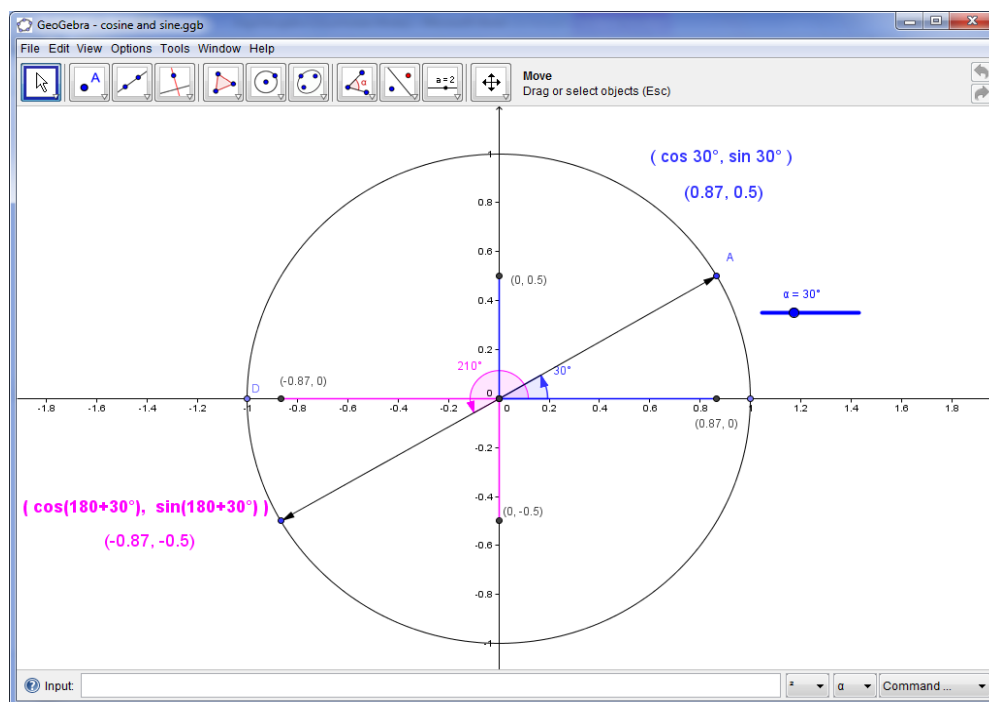 GeoGebra - cosine and sine.ggb
File Edit View Options Tools Window Help
A
α
a = 2
Move
Drag or select objects (Esc)
( cos 30°, sin 30° )
(0.87, 0.5)
1
0.8
0.6
A
(0, 0.5)
0.4
α = 30°
0.2
210°
30°
(-0.87, 0)
D
0
-1.8 -1.6 -1.4 -1.2 -1 -0.8 -0.6 -0.4 -0.2 0 0.2 0.4 0.6 0.8 1 1.2 1.4 1.6 1.8
(0.87, 0)
-0.2
-0.4
( cos(180+30°), sin(180+30°) )
(0, -0.5)
(-0.87, -0.5)
-0.6
-0.8
-1
Input:
²
α
Command ...